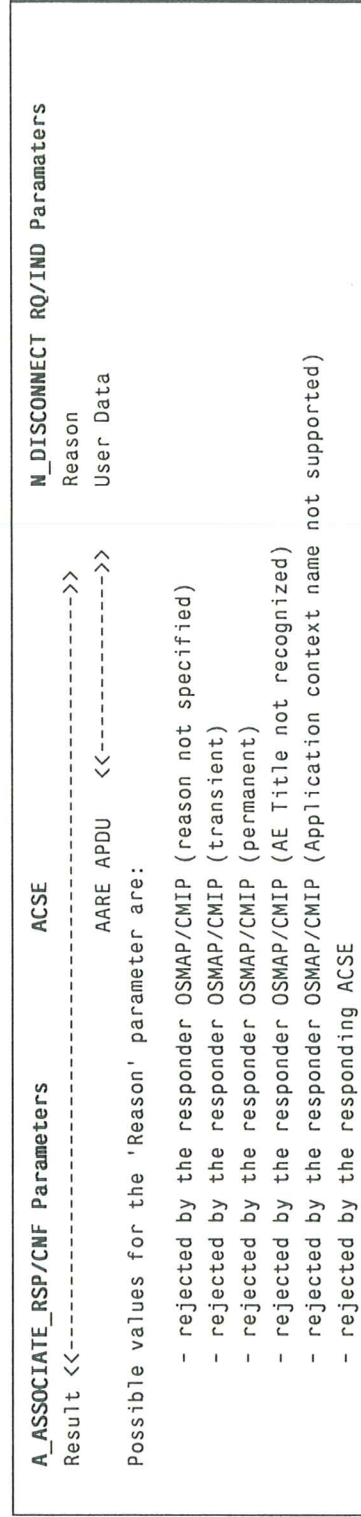 A_ASSOCIATE_RSP/CNF Parameters ACSE N_DISCONNECT RQ/IND Paramaters
Result <<------------------------------------------------------->> Reason
AARE APDU <<--------------->> User Data
Possible values for the 'Reason' parameter are:
- rejected by the responder OSMAP/CMIP (reason not specified)
- rejected by the responder OSMAP/CMIP (transient)
- rejected by the responder OSMAP/CMIP (permanent)
- rejected by the responder OSMAP/CMIP (AE Title not recognized)
- rejected by the responder OSMAP/CMIP (Application context name not supported)
- rejected by the responding ACSE